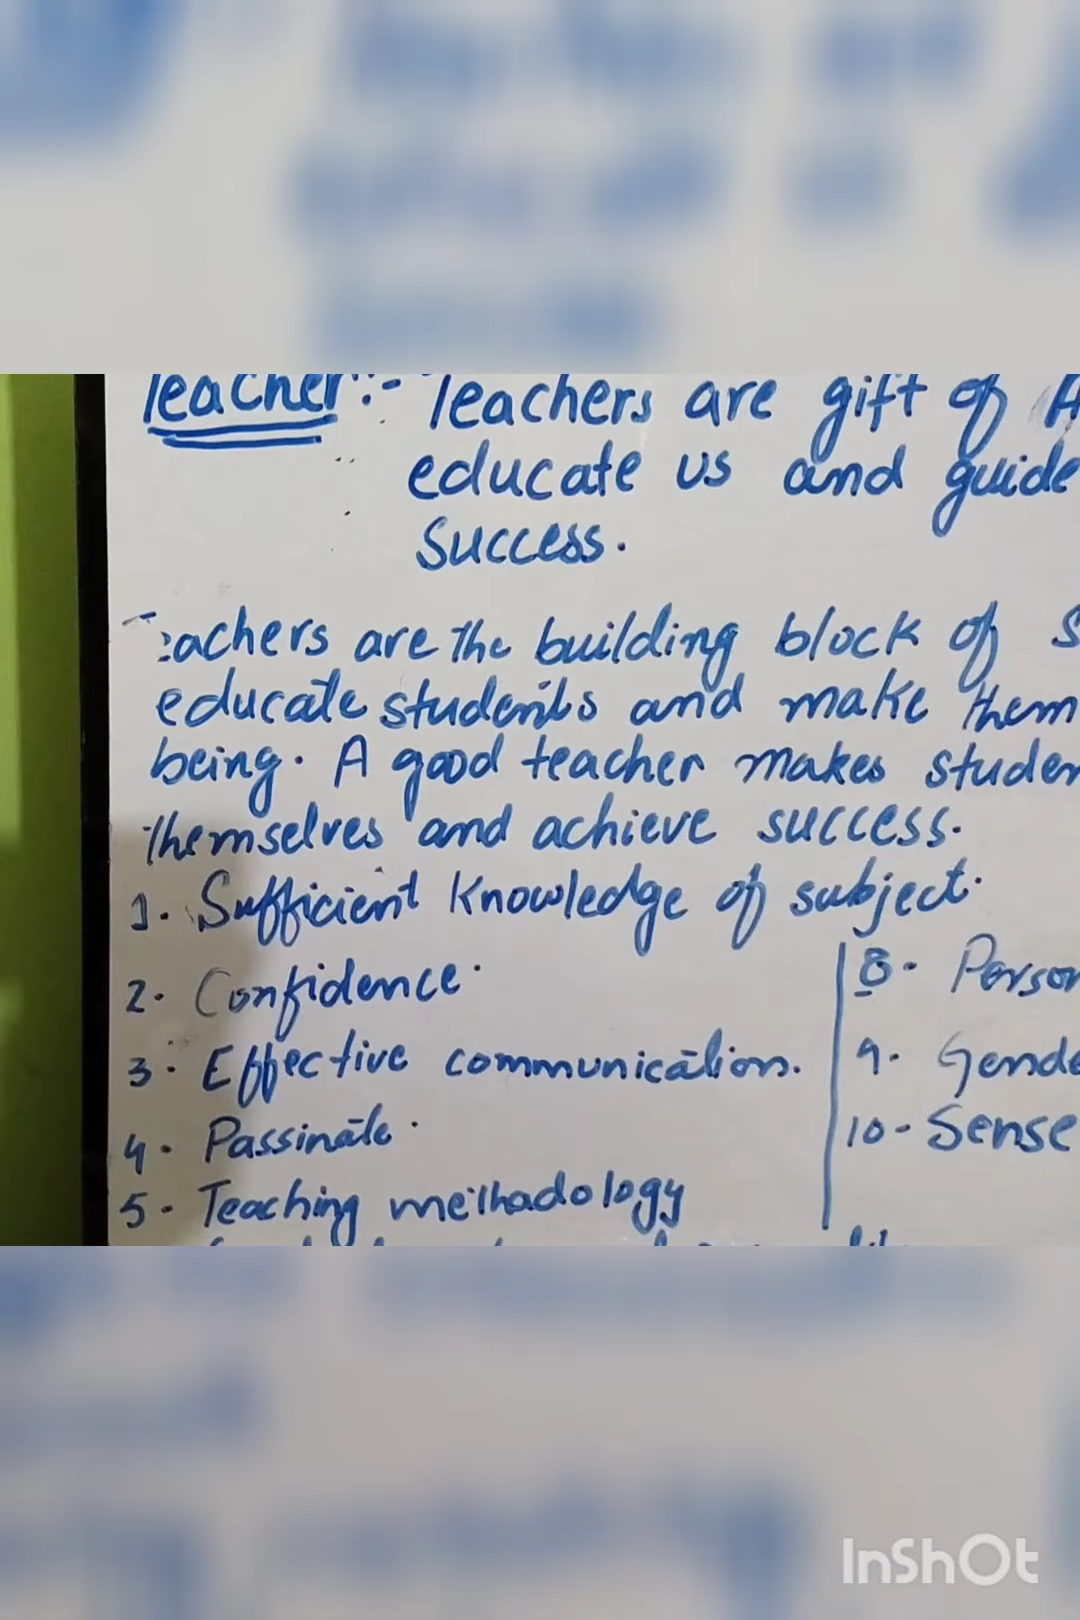 Teacher:- Teachers are gift of
educate us and guide
success.
Teachers are the building block of
educate students and make them
being. A good teacher makes studen
themselves and achieve success.
1. Sufficient Knowledge of subject.
2. Confidence.
3. Effective communication.
4. Passinate.
5. Teaching methadology
8. Person
9. Gende
10. Sense
InShOt